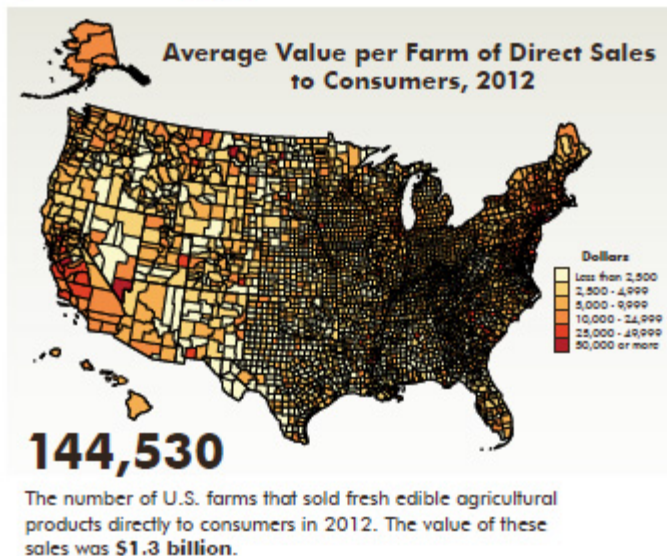 Average Value per Farm of Direct Sales
to Consumers, 2012
Dollars
Less than 2,500
2,500 - 4,999
5,000 - 9,999
10,000 - 24,999
25,000 - 49,999
50,000 or more
144,530
The number of U.S. farms that sold fresh edible agricultural
products directly to consumers in 2012. The value of these
sales was $1.3 billion.